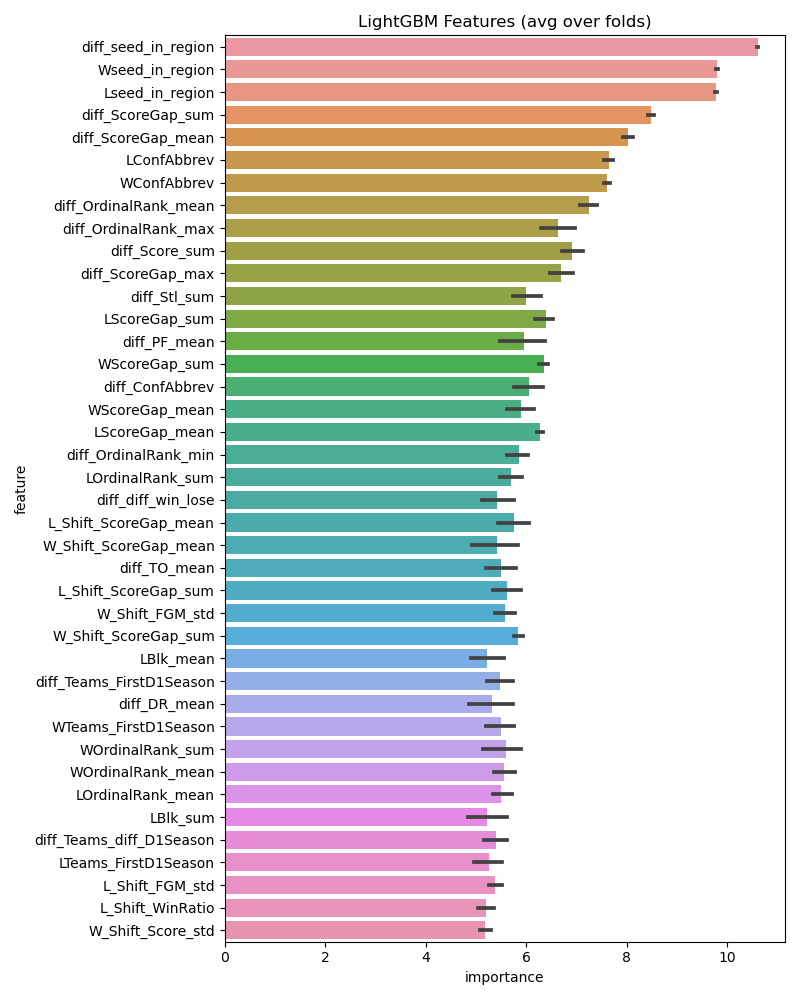 LightGBM Features (avg over folds)
diff_seed_in_region
Wseed_in_region
Lseed_in_region
diff_ScoreGap_sum
diff_ScoreGap_mean
LConfAbbrev
WConfAbbrev
diff_OrdinalRank_mean
diff_OrdinalRank_max
diff_Score_sum
diff_ScoreGap_max
diff_Stl_sum
LScoreGap_sum
diff_PF_mean
WScoreGap_sum
diff_ConfAbbrev
WScoreGap_mean
LScoreGap_mean
diff_OrdinalRank_min
LOrdinalRank_sum
diff_diff_win_lose
L_Shift_ScoreGap_mean
W_Shift_ScoreGap_mean
diff_TO_mean
L_Shift_ScoreGap_sum
W_Shift_FGM_std
W_Shift_ScoreGap_sum
LBlk_mean
diff_Teams_FirstD1Season
diff_DR_mean
WTeams_FirstD1Season
WOrdinalRank_sum
WOrdinalRank_mean
LOrdinalRank_mean
LBlk_sum
diff_Teams_diff_D1Season
LTeams_FirstD1Season
L_Shift_FGM_std
L_Shift_WinRatio
W_Shift_Score_std
feature
0 2 4 6 8 10
importance